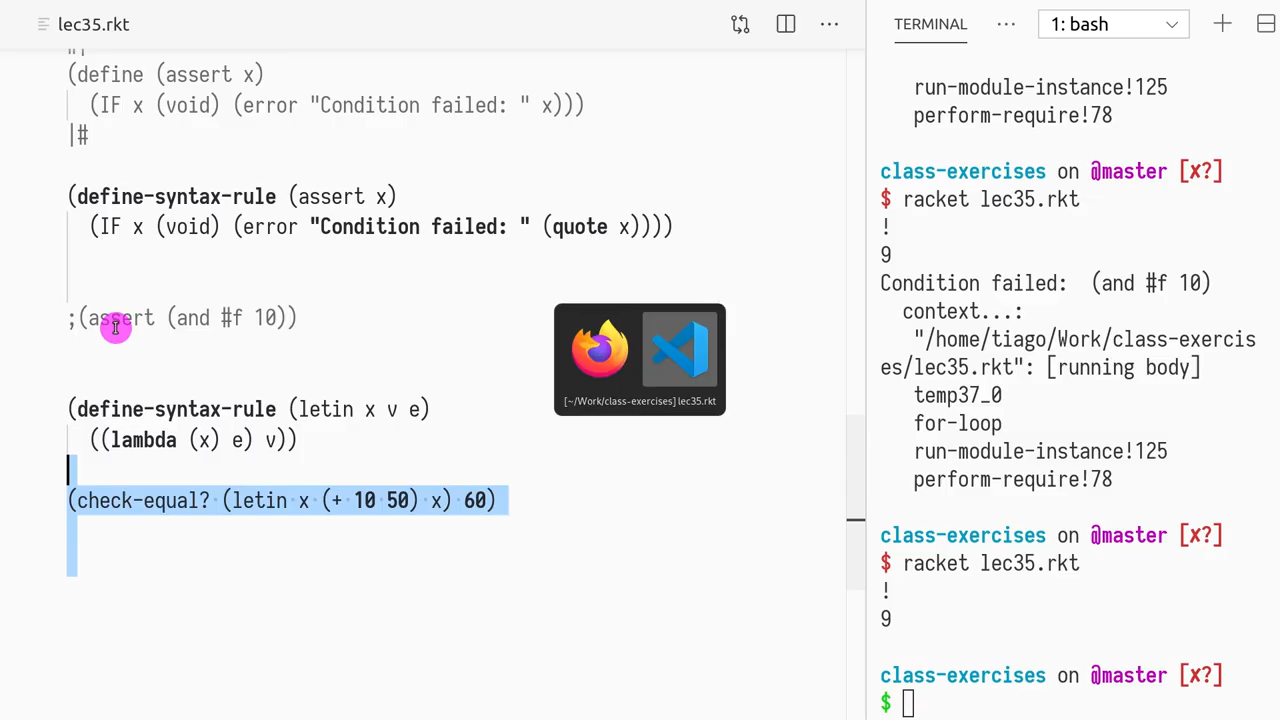 lec35.rkt
(define (assert x)
(IF x (void) (error "Condition failed: " x)))
|#
(define-syntax-rule (assert x)
(IF x (void) (error "Condition failed: " (quote x))))
;(assert (and #f 10))
(define-syntax-rule (letin x v e)
((lambda (x) e) v))
(check-equal? (letin x (+ 10 50) x) 60)
[~/Work/class-exercises] lec35.rkt
TERMINAL
1: bash
run-module-instance!125
perform-require!78
class-exercises on @master [x?]
$ racket lec35.rkt
!
9
Condition failed:  (and #f 10)
context...:
"/home/tiago/Work/class-exercis
es/lec35.rkt": [running body]
temp37_0
for-loop
run-module-instance!125
perform-require!78
class-exercises on @master [x?]
$ racket lec35.rkt
!
9
class-exercises on @master [x?]
$